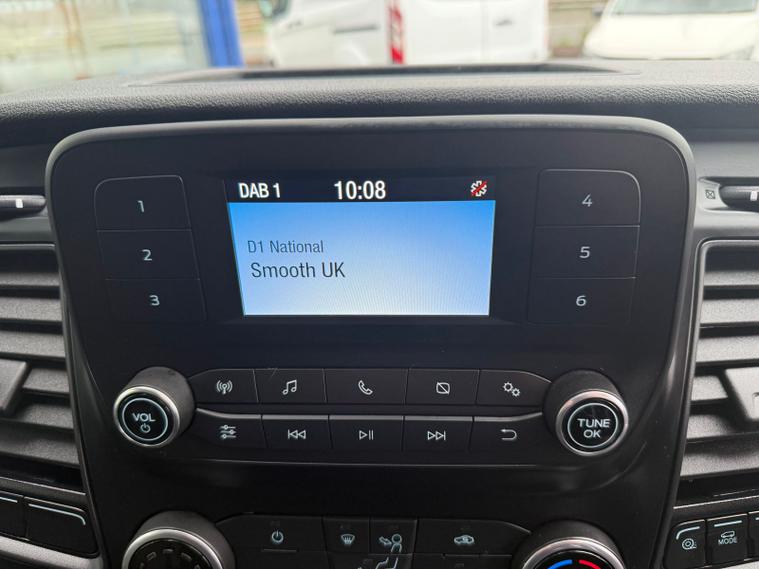 DAB 1 10:08
D1 National
Smooth UK
1
2
3
4
5
6
VOL
TUNE
OK
MODE